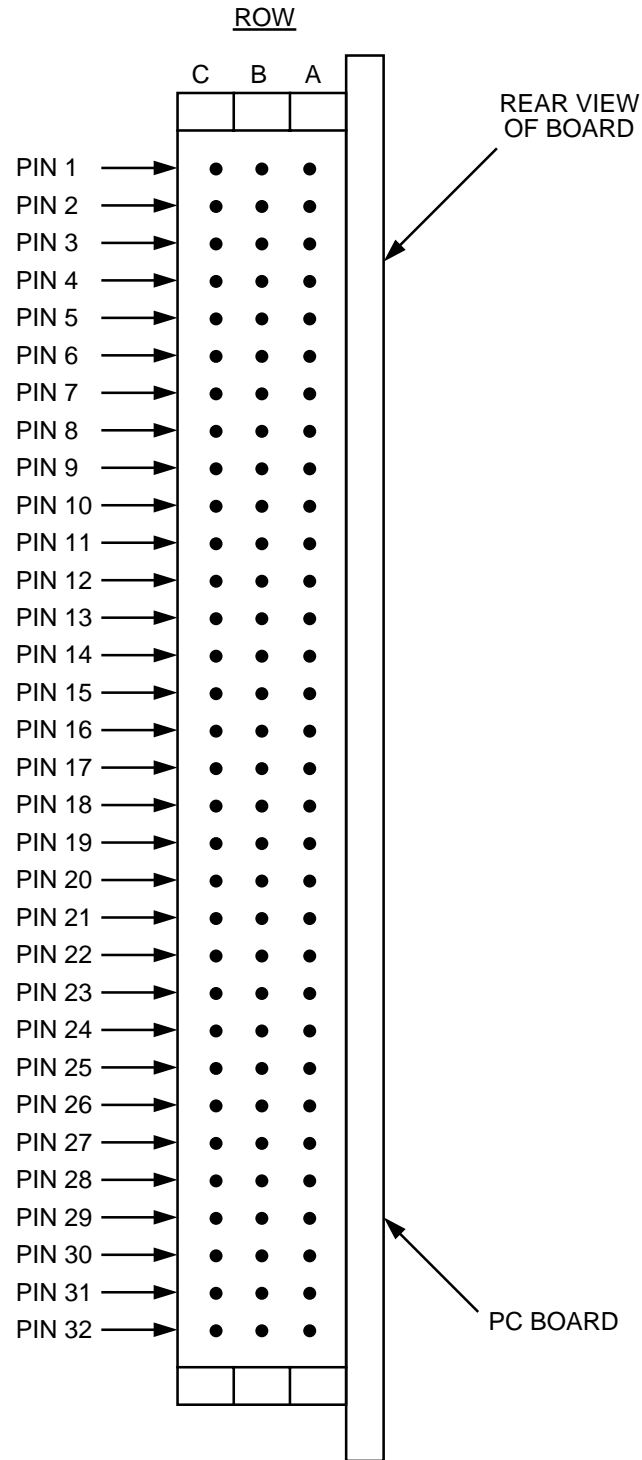 ROW
C B A
REAR VIEW
OF BOARD
PIN 1
PIN 2
PIN 3
PIN 4
PIN 5
PIN 6
PIN 7
PIN 8
PIN 9
PIN 10
PIN 11
PIN 12
PIN 13
PIN 14
PIN 15
PIN 16
PIN 17
PIN 18
PIN 19
PIN 20
PIN 21
PIN 22
PIN 23
PIN 24
PIN 25
PIN 26
PIN 27
PIN 28
PIN 29
PIN 30
PIN 31
PIN 32
PC BOARD